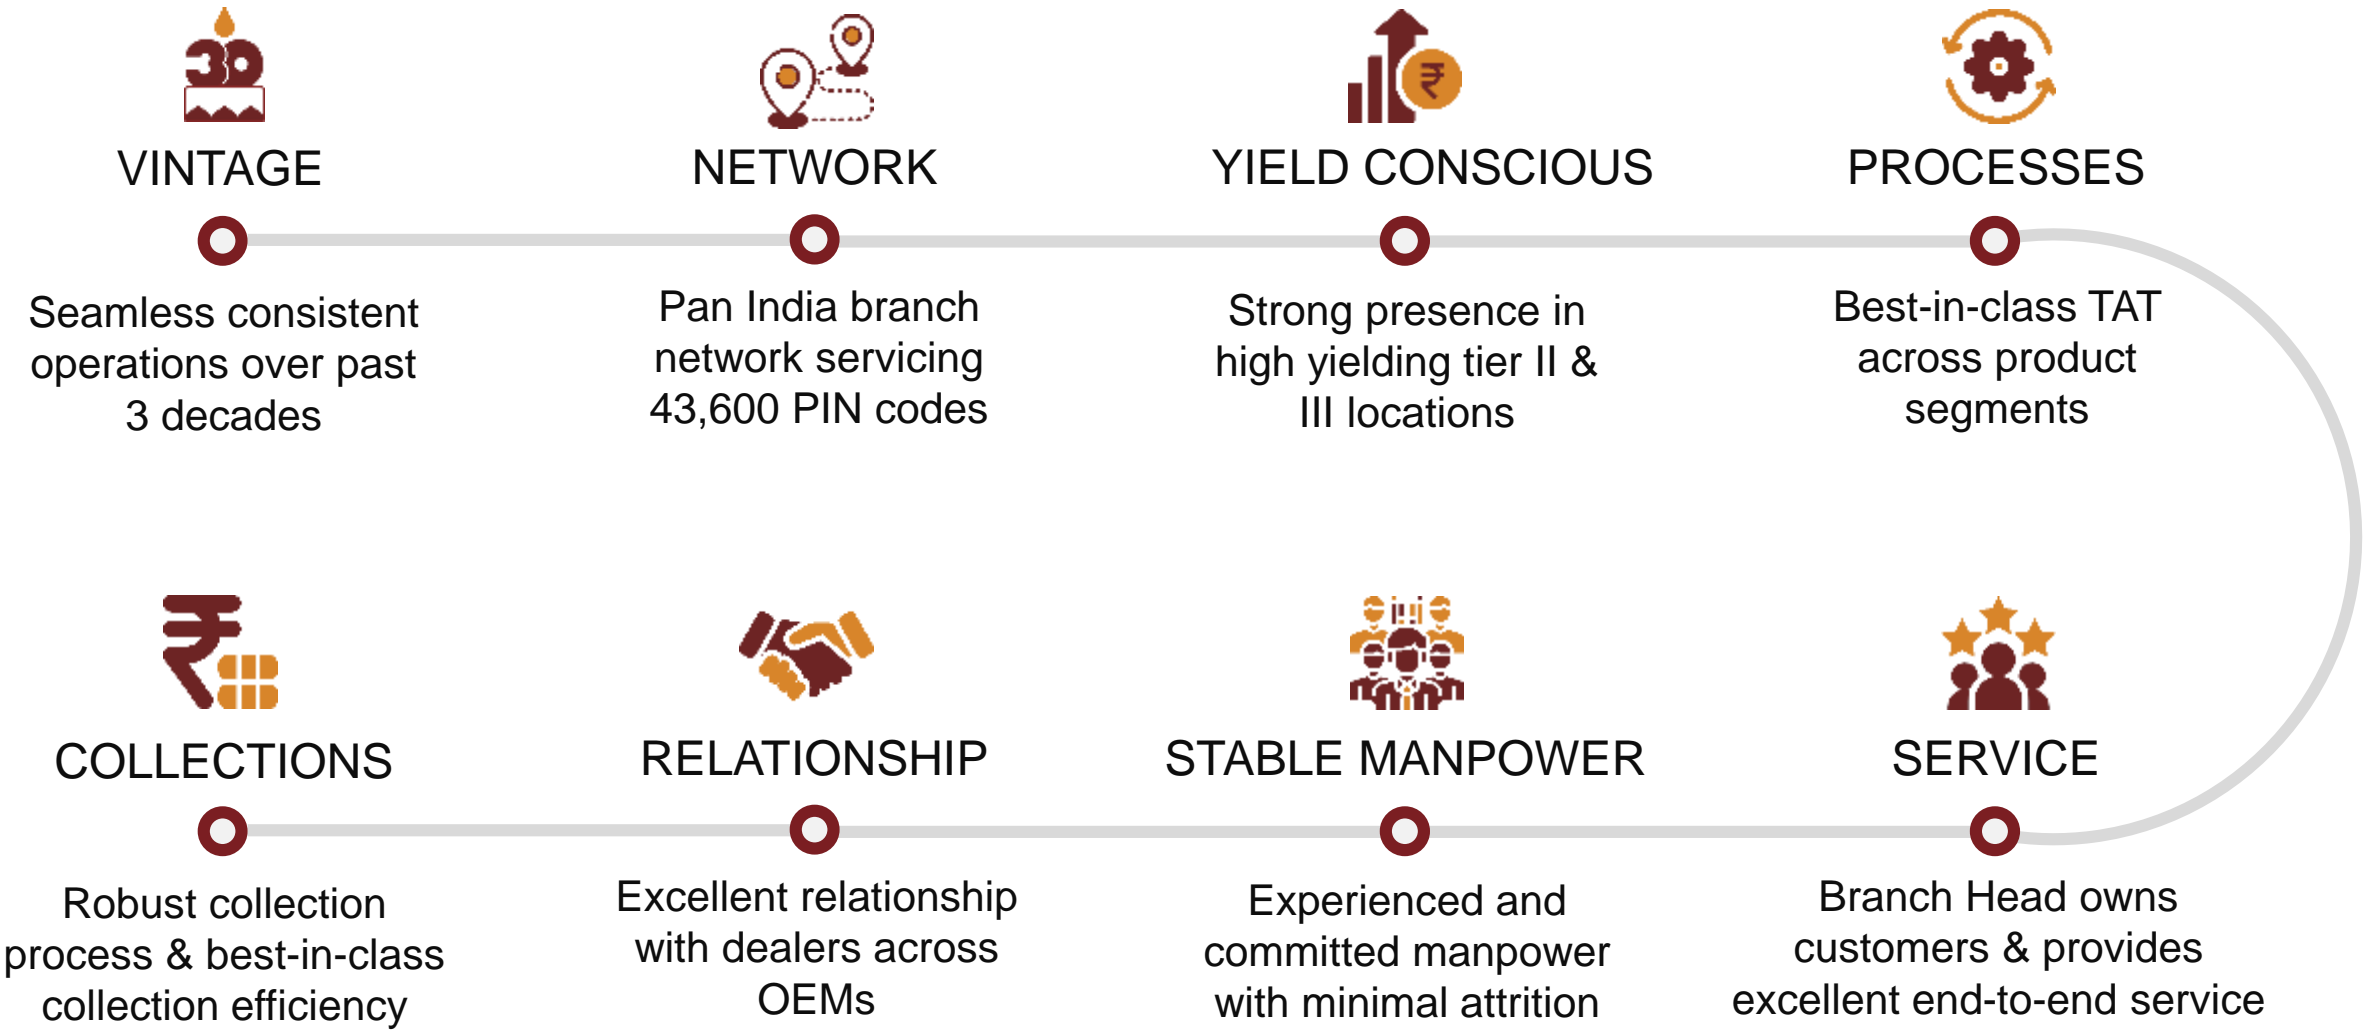 30
VINTAGE
Seamless consistent
operations over past
3 decades
NETWORK
Pan India branch
network servicing
43,600 PIN codes
₹
YIELD CONSCIOUS
Strong presence in
high yielding tier II &
III locations
PROCESSES
Best-in-class TAT
across product
segments
₹
COLLECTIONS
Robust collection
process & best-in-class
collection efficiency
RELATIONSHIP
Excellent relationship
with dealers across
OEMs
STABLE MANPOWER
Experienced and
committed manpower
with minimal attrition
SERVICE
Branch Head owns
customers & provides
excellent end-to-end service